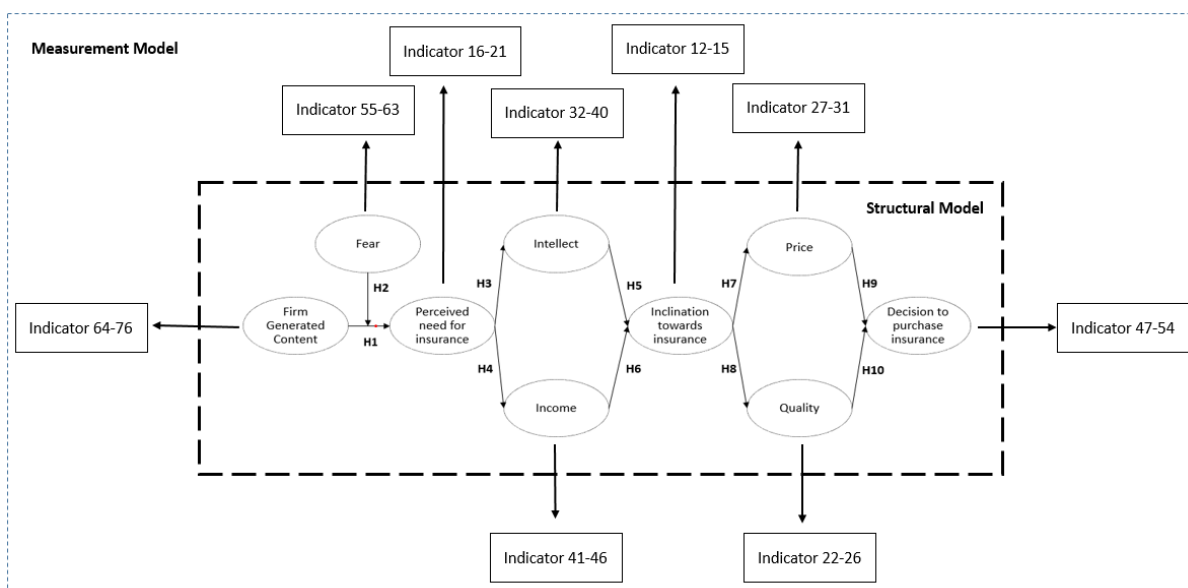 Measurement Model
Indicator 16-21
Indicator 12-15
Indicator 55-63
Indicator 32-40
Indicator 27-31
Structural Model
Fear
Intellect
Price
H2
H3
H5
H7
H9
Indicator 64-76
Firm
Generated
Content
H1
Perceived
need for
insurance
Inclination
towards
insurance
Decision to
purchase
insurance
Indicator 47-54
H4
H6
H8
H10
Income
Quality
Indicator 41-46
Indicator 22-26